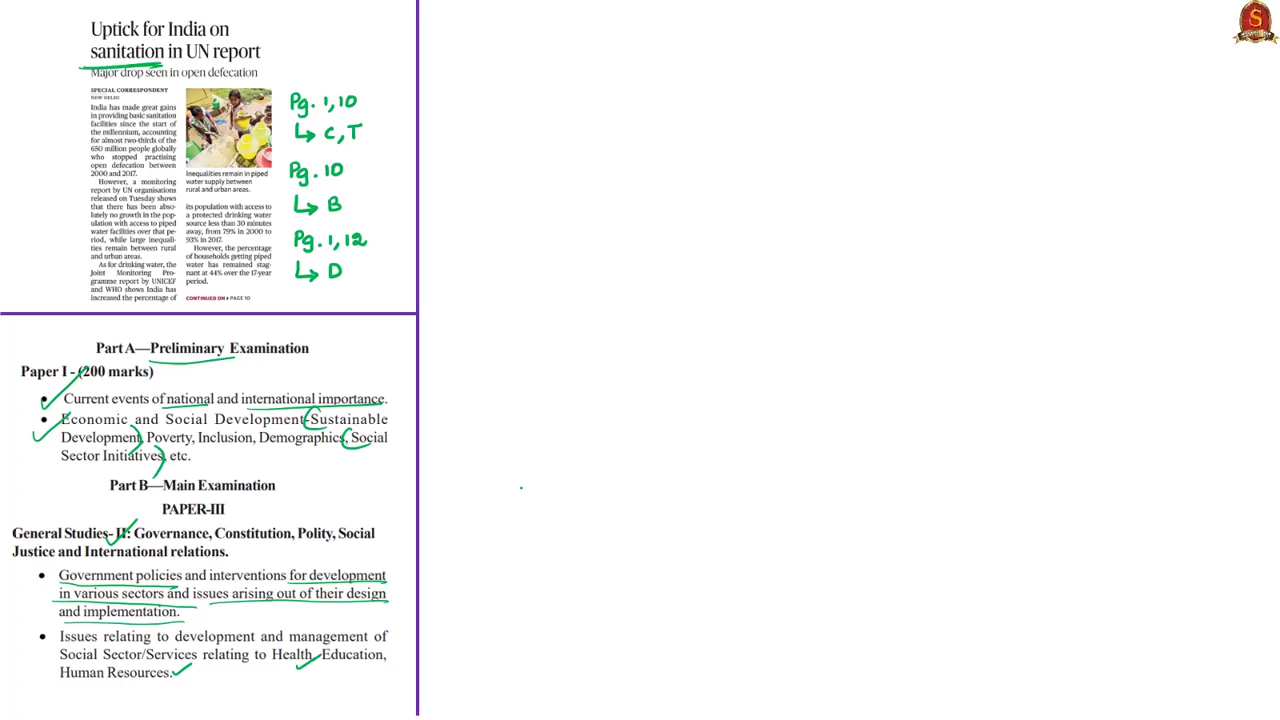 Uptick for India on
sanitation in UN report
Major drop seen in open defecation
SPECIAL CORRESPONDENT
NEW DELHI
India has made great gains
in providing basic sanitation
facilities since the start of
the millennium, accounting
for almost two-thirds of the
650 million people globally
who stopped practising
open defecation between
2000 and 2017.
However, a monitoring
report by UN organisations
released on Tuesday shows
that there has been abso-
lutely no growth in the pop-
ulation with access to piped
water facilities over that pe-
riod, while large inequali-
ties remain between rural
and urban areas.
As for drinking water, the
Joint Monitoring Pro-
gramme report by UNICEF
and WHO shows India has
increased the percentage of
Inequalities remain in piped
water supply between
rural and urban areas.
its population with access to
a protected drinking water
source less than 30 minutes
away, from 79% in 2000 to
93% in 2017.
However, the percentage
of households getting piped
water has remained stag-
nant at 44% over the 17-year
period.
CONTINUED ON ▸ PAGE 10
Pg. 1,10
↳ C, T
Pg. 10
↳ B
Pg. 1,12
↳ D
S
Part A—Preliminary Examination
Paper I - (200 marks)
• Current events of national and international importance.
• Economic and Social Development-Sustainable
Development, Poverty, Inclusion, Demographics, Social
Sector Initiatives, etc.
Part B—Main Examination
PAPER-III
General Studies- II: Governance, Constitution, Polity, Social
Justice and International relations.
• Government policies and interventions for development
in various sectors and issues arising out of their design
and implementation.
• Issues relating to development and management of
Social Sector/Services relating to Health, Education,
Human Resources.